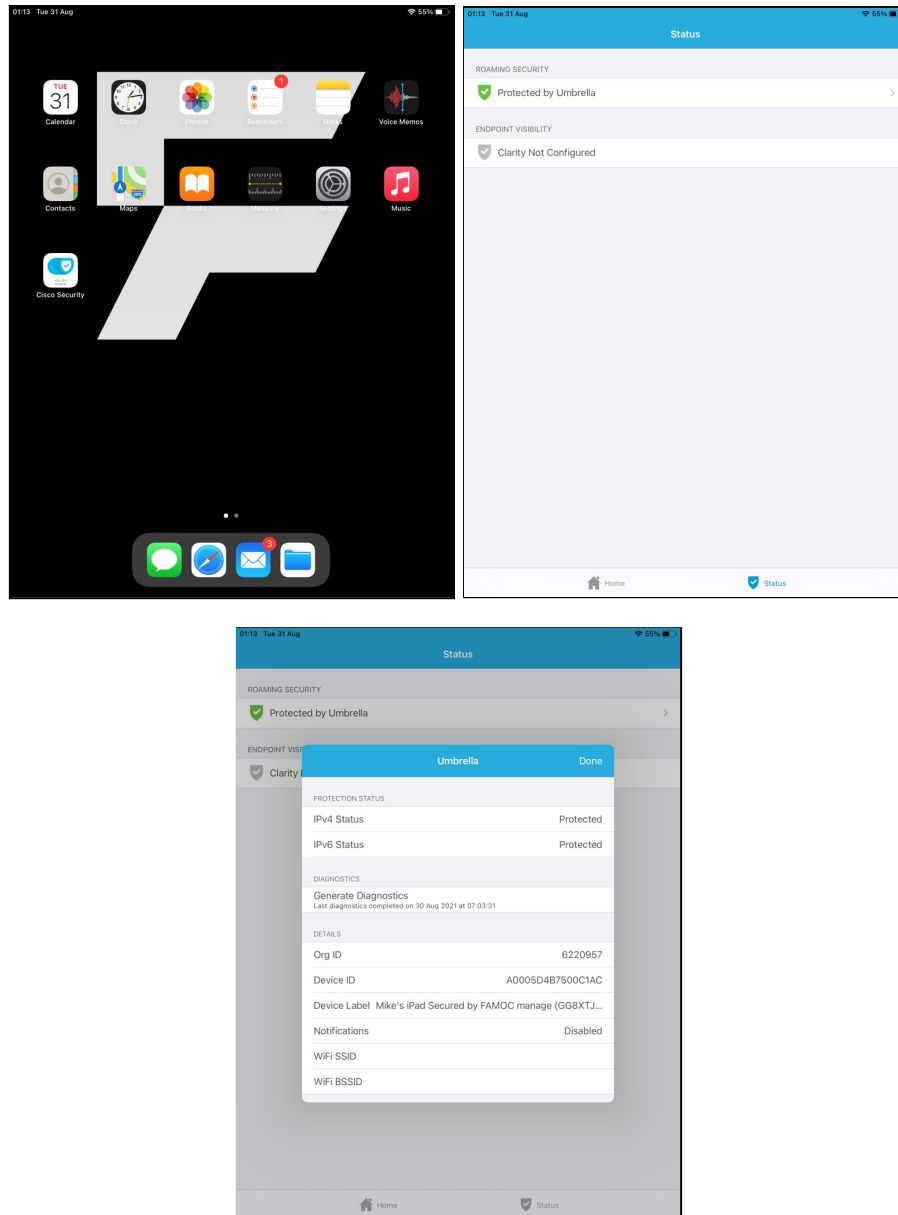 01:13 Tue 31 Aug 55%
TUE
31
1
Calendar Clock Photos Reminders Notes Voice Memos
Contacts Maps Books Measure Settings Music
cisco
Cisco Security
3
01:13 Tue 31 Aug 55%
Status
ROAMING SECURITY
Protected by Umbrella
ENDPOINT VISIBILITY
Clarity Not Configured
Home Status
01:13 Tue 31 Aug 55%
Status
ROAMING SECURITY
Protected by Umbrella
ENDPOINT VISI
Clarity
Umbrella Done
PROTECTION STATUS
IPv4 Status Protected
IPv6 Status Protected
DIAGNOSTICS
Generate Diagnostics
Last diagnostics completed on 30 Aug 2021 at 07:03:31
DETAILS
Org ID 6220957
Device ID A0005D4B7500C1AC
Device Label Mike's iPad Secured by FAMOC manage (GG8XTJ...
Notifications Disabled
WiFi SSID
WiFi BSSID
Home Status